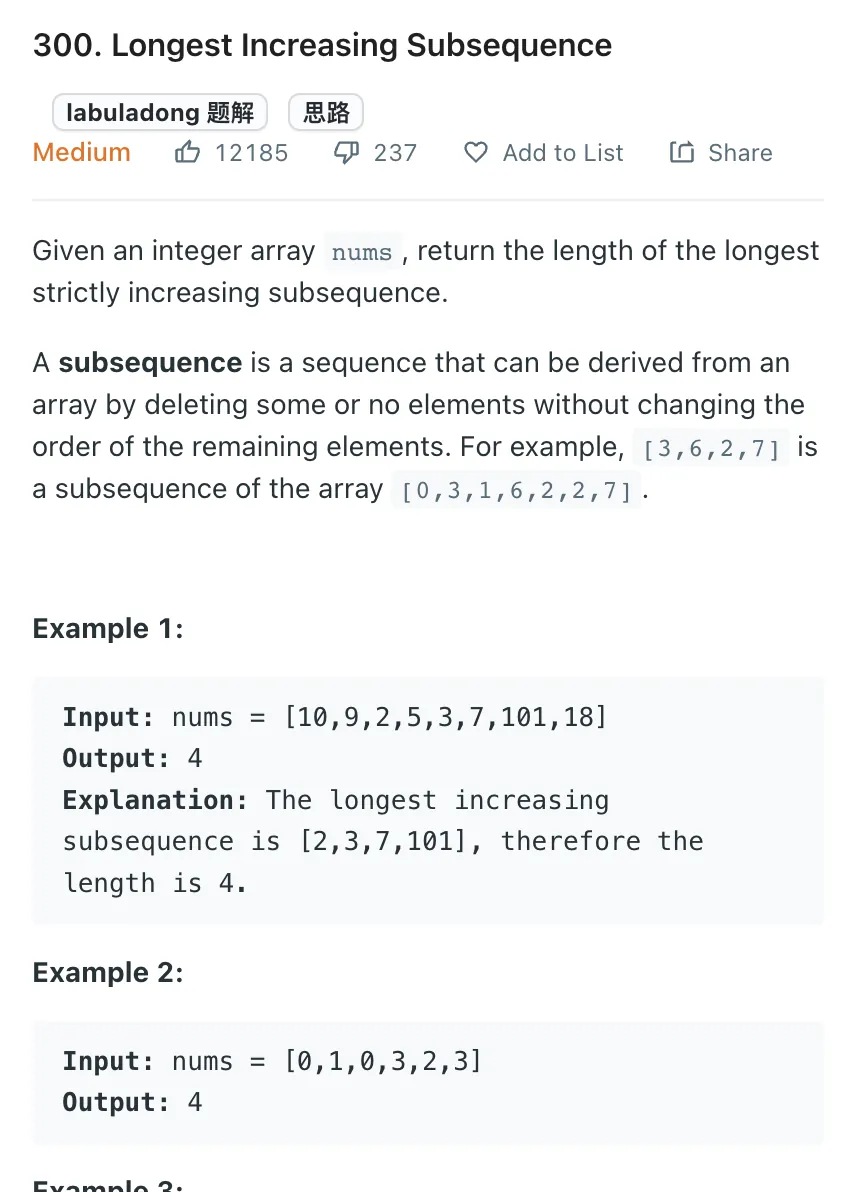 300. Longest Increasing Subsequence
labuladong 题解 思路
Medium 12185 237 Add to List Share
Given an integer array nums , return the length of the longest
strictly increasing subsequence.
A subsequence is a sequence that can be derived from an
array by deleting some or no elements without changing the
order of the remaining elements. For example, [3,6,2,7] is
a subsequence of the array [0,3,1,6,2,2,7].
Example 1:
Input: nums = [10,9,2,5,3,7,101,18]
Output: 4
Explanation: The longest increasing
subsequence is [2,3,7,101], therefore the
length is 4.
Example 2:
Input: nums = [0,1,0,3,2,3]
Output: 4
Example 3: